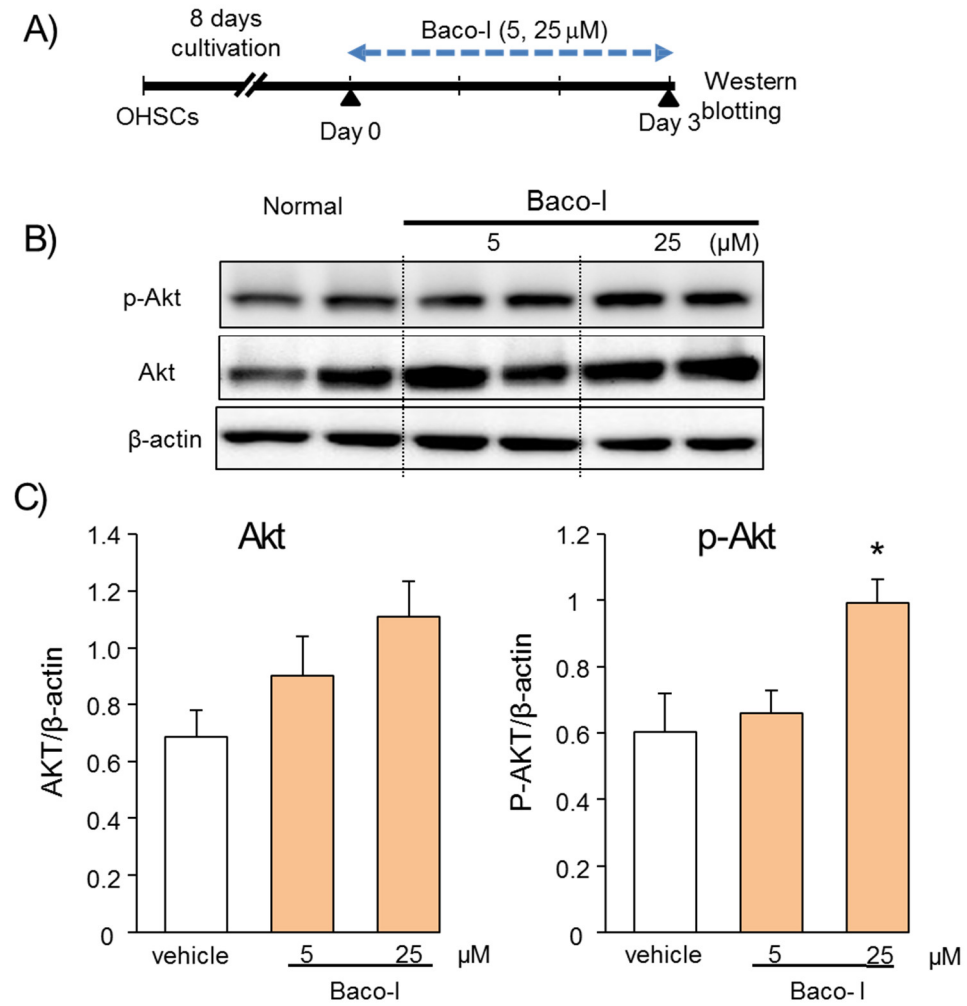 A)
8 days
cultivation
Baco-I (5, 25 μM)
OHSCs
Day 0
Day 3
Western
blotting
B)
Normal
Baco-I
5 25 (μM)
p-Akt
Akt
β-actin
C)
Akt
AKT/β-actin
1.4
1.2
1.0
0.8
0.6
0.4
0.2
0
vehicle 5 25 μM
Baco-I
p-Akt
P-AKT/β-actin
1.2
1
0.8
0.6
0.4
0.2
0
*
vehicle 5 25 μM
Baco-I